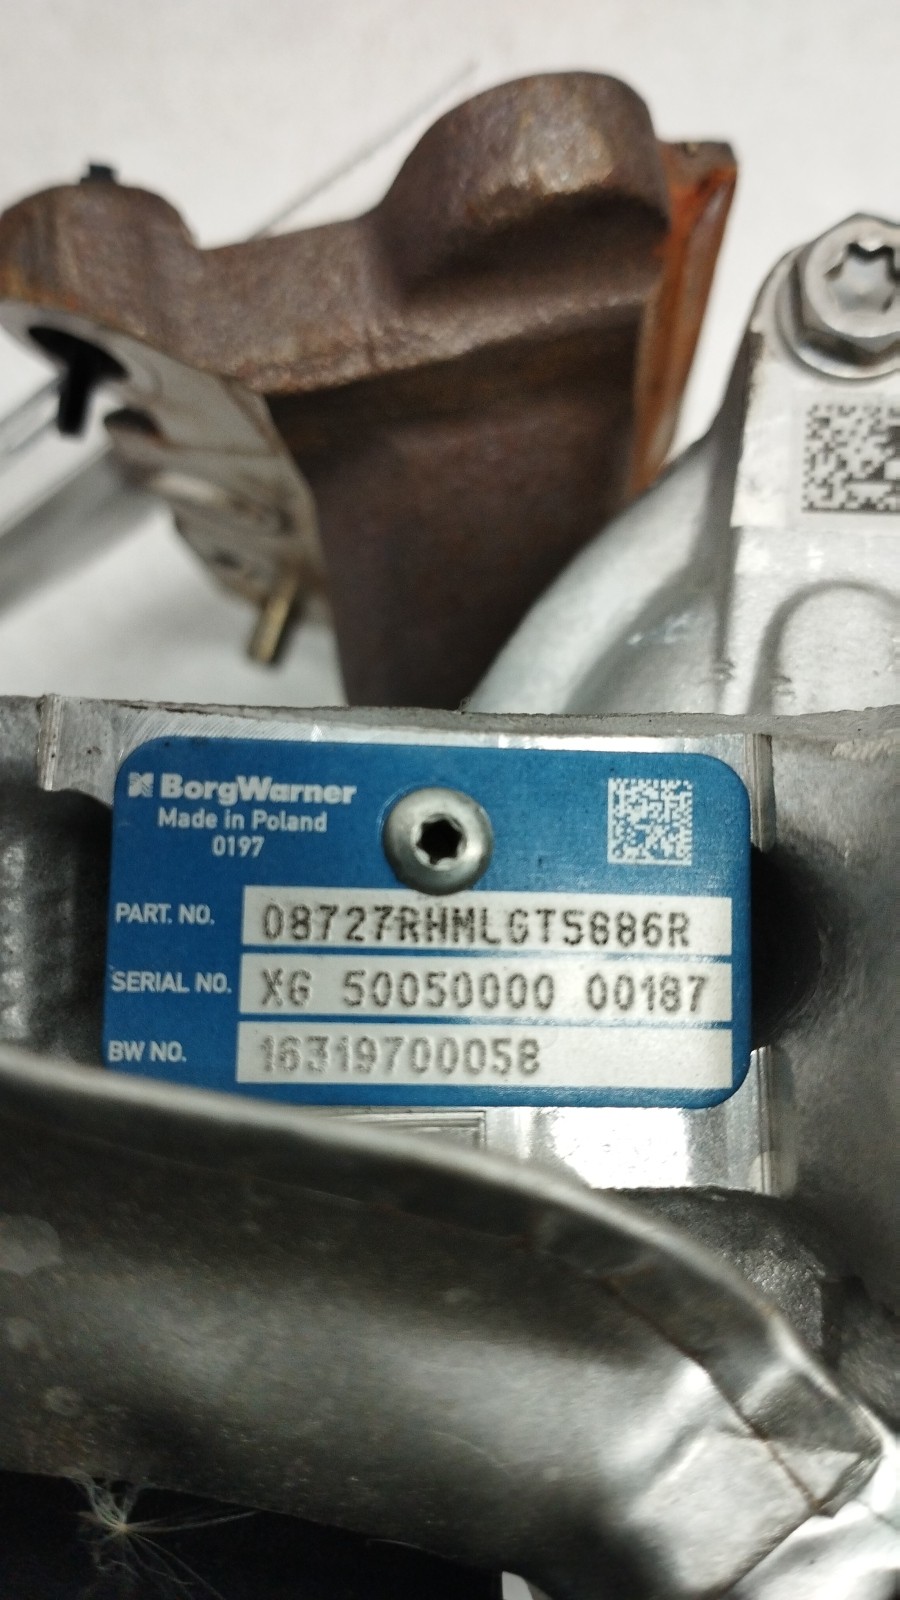 BorgWarner
Made in Poland
0197
PART. NO. 08727RHMLGT5886R
SERIAL NO. XG 50050000 00187
BW NO. 16319700058